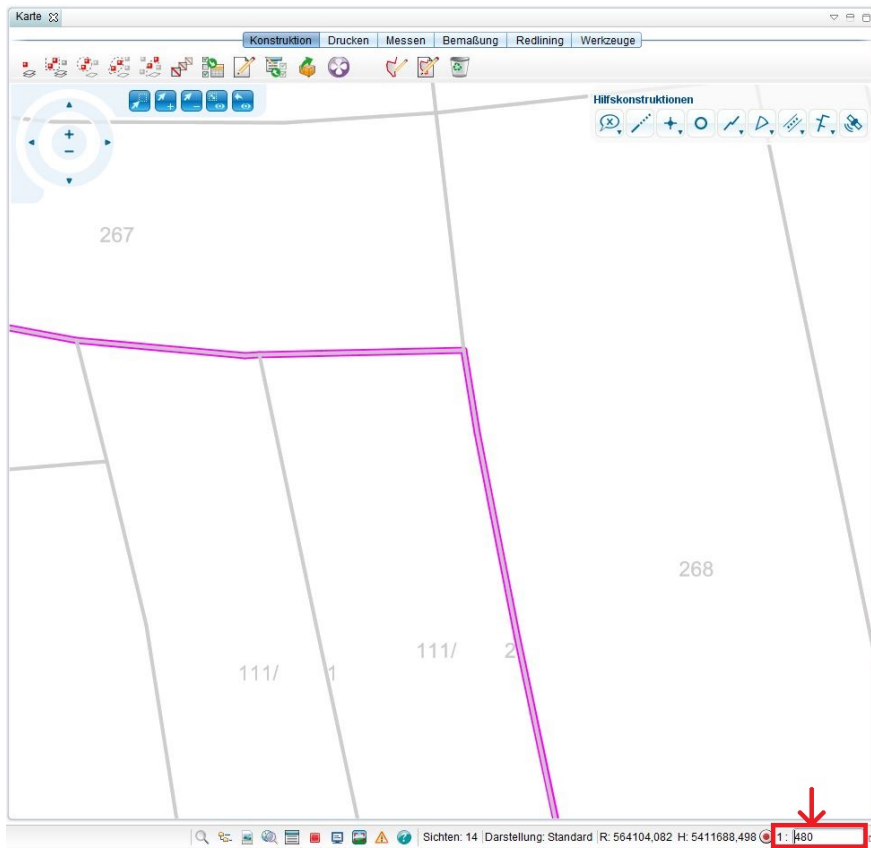 Karte
Konstruktion Drucken Messen Bemaßung Redlining Werkzeuge
Hilfskonstruktionen
267
268
111/ 2
111/ 1
Sichten: 14 Darstellung: Standard R: 564104,082 H: 5411688,498 1 : 480